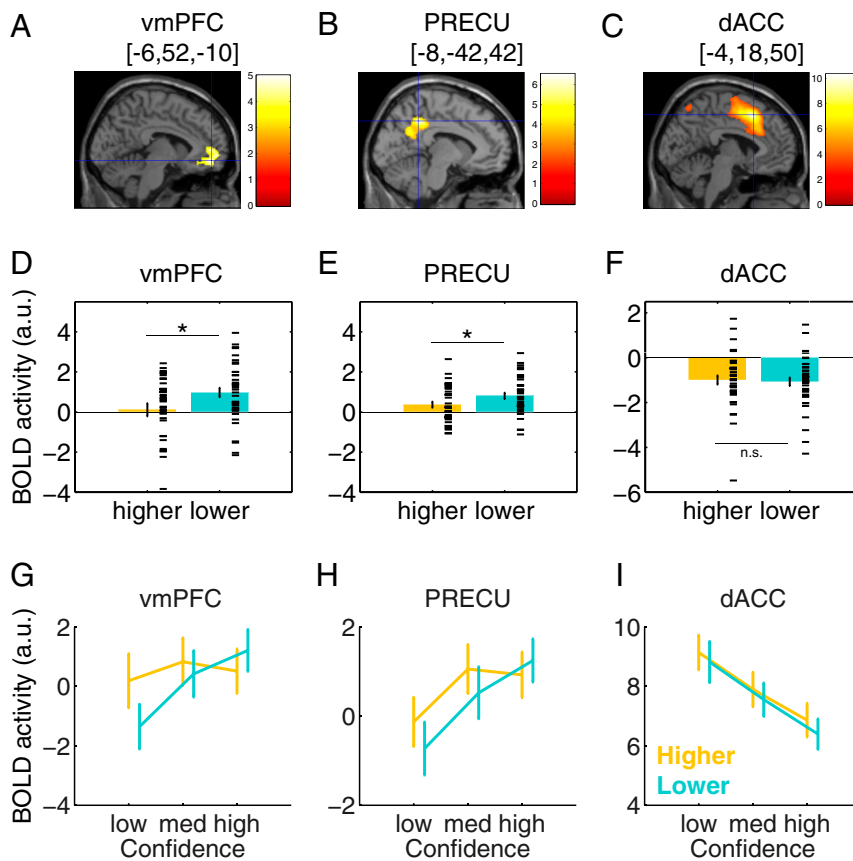 A
vmPFC
[-6,52,-10]
5
4
3
2
1
0
B
PRECU
[-8,-42,42]
6
5
4
3
2
1
0
C
dACC
[-4,18,50]
10
8
6
4
2
0
D
vmPFC
BOLD activity (a.u.)
4
2
0
−2
−4
*
higher lower
E
PRECU
4
2
0
−2
−4
*
higher lower
F
dACC
2
0
−2
−4
−6
n.s.
higher lower
G
vmPFC
BOLD activity (a.u.)
2
0
−2
−4
low med high
Confidence
H
PRECU
2
0
−2
low med high
Confidence
I
dACC
10
8
6
4
Higher
Lower
low med high
Confidence